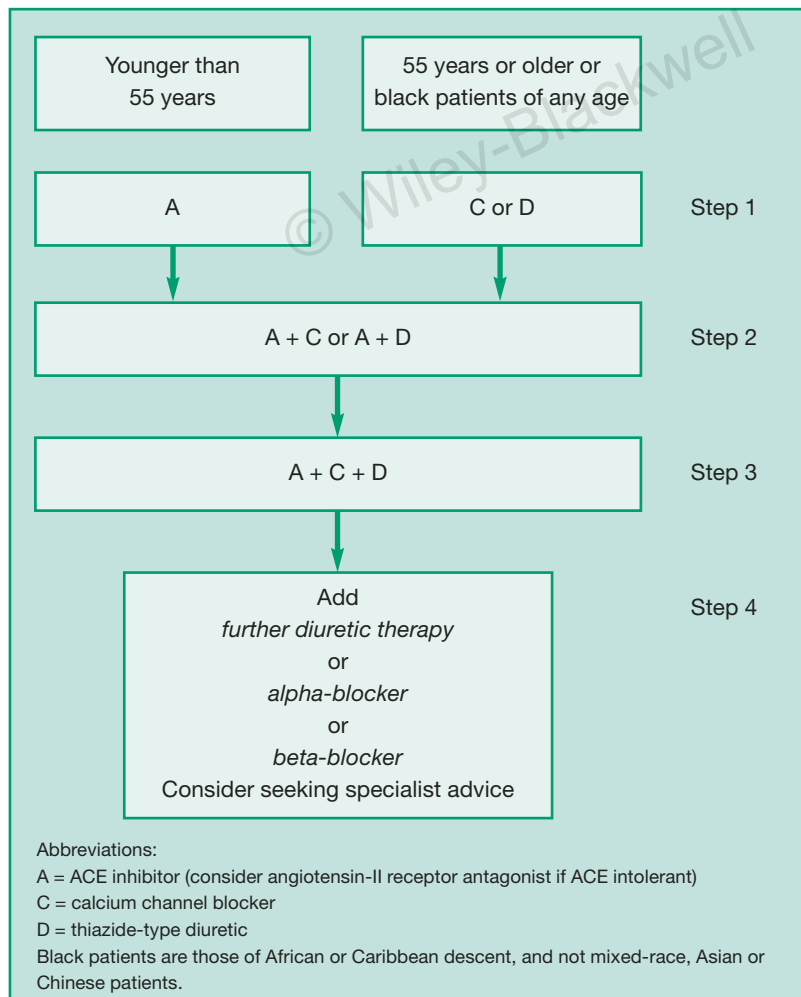 Younger than
55 years
55 years or older or
black patients of any age
© Wiley-Blackwell
A
C or D
Step 1
A + C or A + D
Step 2
A + C + D
Step 3
Add
further diuretic therapy
or
alpha-blocker
or
beta-blocker
Consider seeking specialist advice
Step 4
Abbreviations:
A = ACE inhibitor (consider angiotensin-II receptor antagonist if ACE intolerant)
C = calcium channel blocker
D = thiazide-type diuretic
Black patients are those of African or Caribbean descent, and not mixed-race, Asian or
Chinese patients.